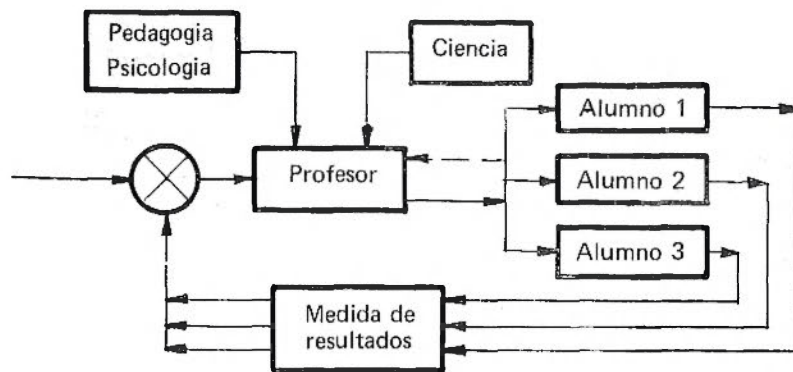 Pedagogia
Psicologia
Ciencia
Profesor
Alumno 1
Alumno 2
Alumno 3
Medida de
resultados